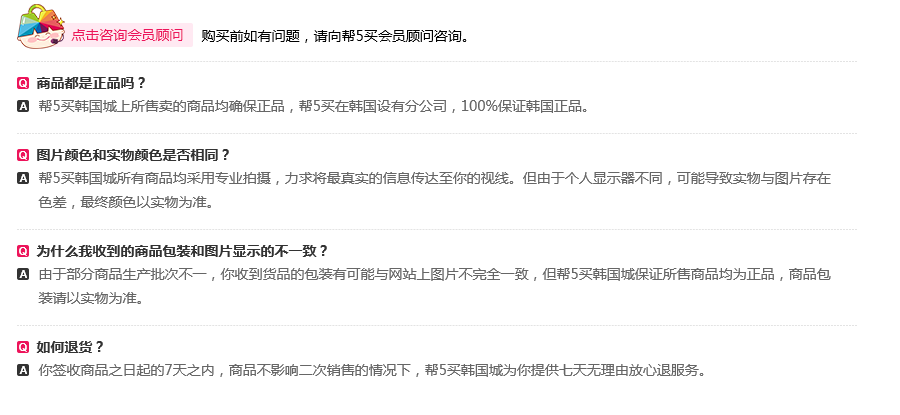 点击咨询会员顾问 购买前如有问题，请向帮5买会员顾问咨询。
Q 商品都是正品吗？
A 帮5买韩国城上所售卖的商品均确保正品，帮5买在韩国设有分公司，100%保证韩国正品。
Q 图片颜色和实物颜色是否相同？
A 帮5买韩国城所有商品均采用专业拍摄，力求将最真实的信息传达至你的视线。但由于个人显示器不同，可能导致实物与图片存在
色差，最终颜色以实物为准。
Q 为什么我收到的商品包装和图片显示的不一致？
A 由于部分商品生产批次不一，你收到货品的包装有可能与网站上图片不完全一致，但帮5买韩国城保证所售商品均为正品，商品包
装请以实物为准。
Q 如何退货？
A 你签收商品之日起的7天之内，商品不影响二次销售的情况下，帮5买韩国城为你提供七天无理由放心退服务。